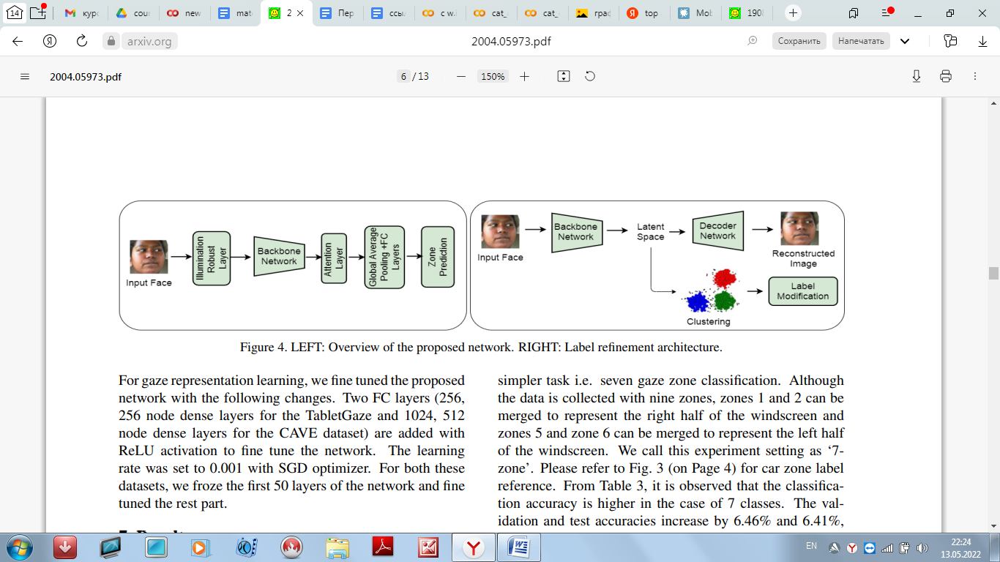 14
курс
cour
new
mate
2
Пер
ссы
c w.i
cat_
cat_
граф
top
Mob
190
arxiv.org
2004.05973.pdf
Сохранить
Напечатать
2004.05973.pdf
6 / 13
150%
Input Face
Illumination
Robust
Layer
Backbone
Network
Attention
Layer
Global Average
Pooling +FC
Layers
Zone
Prediction
Input Face
Backbone
Network
Latent
Space
Decoder
Network
Reconstructed
Image
Clustering
Label
Modification
Figure 4. LEFT: Overview of the proposed network. RIGHT: Label refinement architecture.
For gaze representation learning, we fine tuned the proposed
network with the following changes. Two FC layers (256,
256 node dense layers for the TabletGaze and 1024, 512
node dense layers for the CAVE dataset) are added with
ReLU activation to fine tune the network. The learning
rate was set to 0.001 with SGD optimizer. For both these
datasets, we froze the first 50 layers of the network and fine
tuned the rest part.
simpler task i.e. seven gaze zone classification. Although
the data is collected with nine zones, zones 1 and 2 can be
merged to represent the right half of the windscreen and
zones 5 and zone 6 can be merged to represent the left half
of the windscreen. We call this experiment setting as ‘7-
zone’. Please refer to Fig. 3 (on Page 4) for car zone label
reference. From Table 3, it is observed that the classifica-
tion accuracy is higher in the case of 7 classes. The val-
idation and test accuracies increase by 6.46% and 6.41%,
EN
22:24
13.05.2022